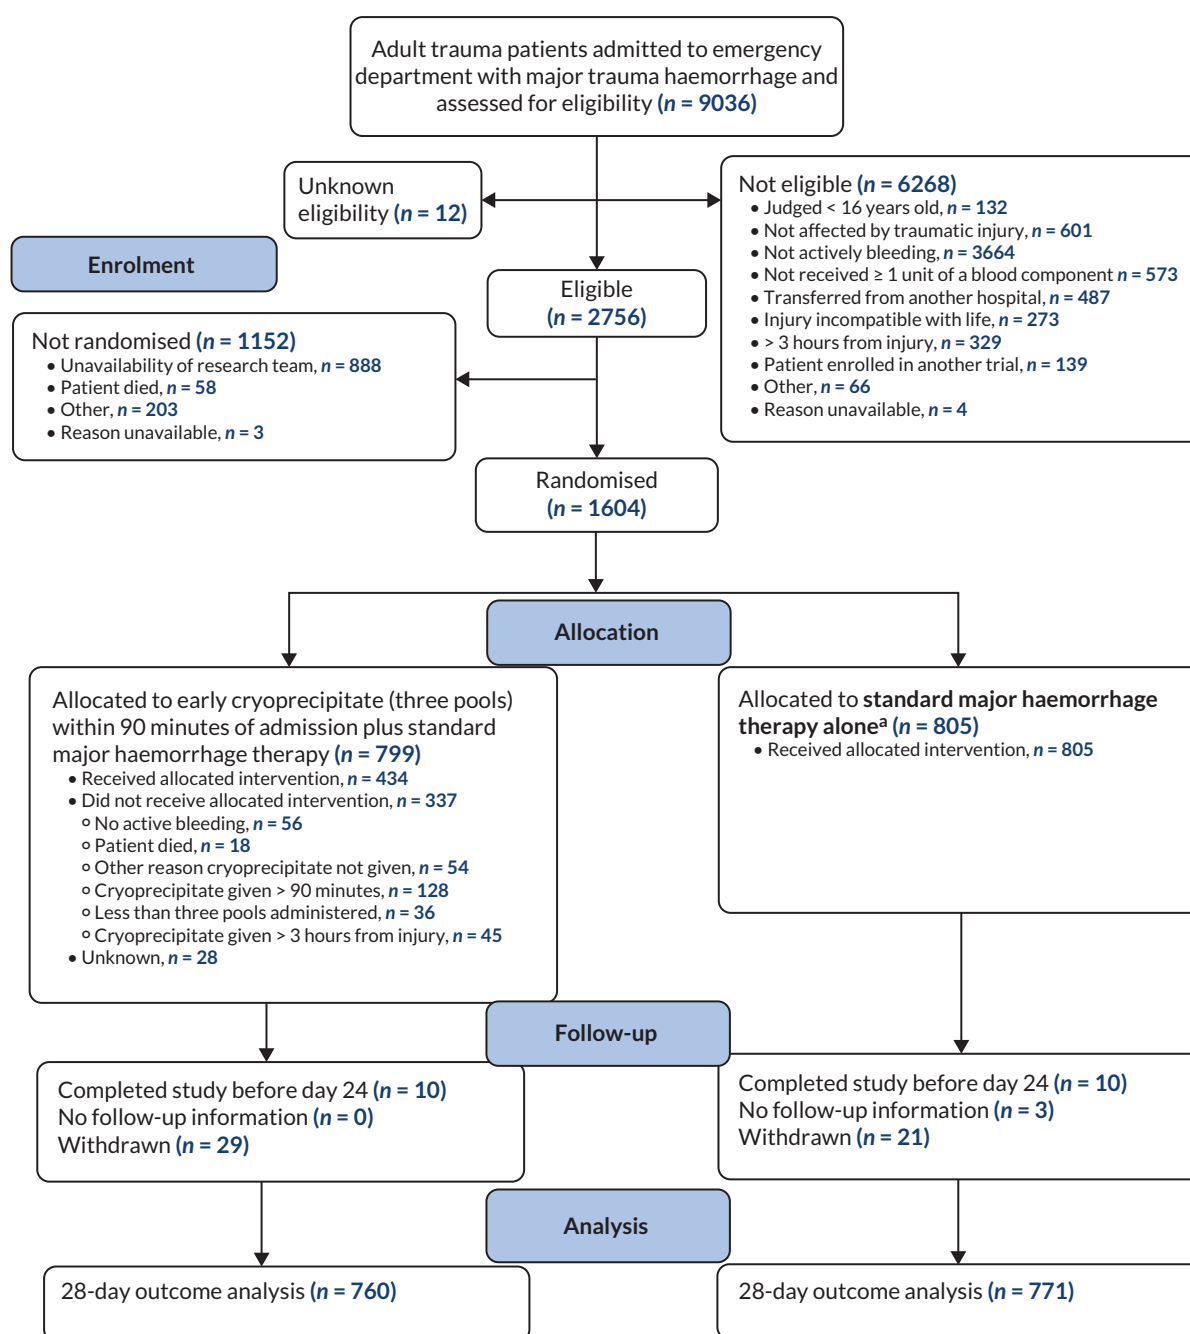 Adult trauma patients admitted to emergency
department with major trauma haemorrhage and
assessed for eligibility (n = 9036)
Unknown
eligibility (n = 12)
Not eligible (n = 6268)
• Judged < 16 years old, n = 132
• Not affected by traumatic injury, n = 601
• Not actively bleeding, n = 3664
• Not received ≥ 1 unit of a blood component n = 573
• Transferred from another hospital, n = 487
• Injury incompatible with life, n = 273
• > 3 hours from injury, n = 329
• Patient enrolled in another trial, n = 139
• Other, n = 66
• Reason unavailable, n = 4
Enrolment
Eligible
(n = 2756)
Not randomised (n = 1152)
• Unavailability of research team, n = 888
• Patient died, n = 58
• Other, n = 203
• Reason unavailable, n = 3
Randomised
(n = 1604)
Allocation
Allocated to early cryoprecipitate (three pools)
within 90 minutes of admission plus standard
major haemorrhage therapy (n = 799)
• Received allocated intervention, n = 434
• Did not receive allocated intervention, n = 337
o No active bleeding, n = 56
o Patient died, n = 18
o Other reason cryoprecipitate not given, n = 54
o Cryoprecipitate given > 90 minutes, n = 128
o Less than three pools administered, n = 36
o Cryoprecipitate given > 3 hours from injury, n = 45
• Unknown, n = 28
Allocated to standard major haemorrhage
therapy aloneᵃ (n = 805)
• Received allocated intervention, n = 805
Follow-up
Completed study before day 24 (n = 10)
No follow-up information (n = 0)
Withdrawn (n = 29)
Completed study before day 24 (n = 10)
No follow-up information (n = 3)
Withdrawn (n = 21)
Analysis
28-day outcome analysis (n = 760)
28-day outcome analysis (n = 771)